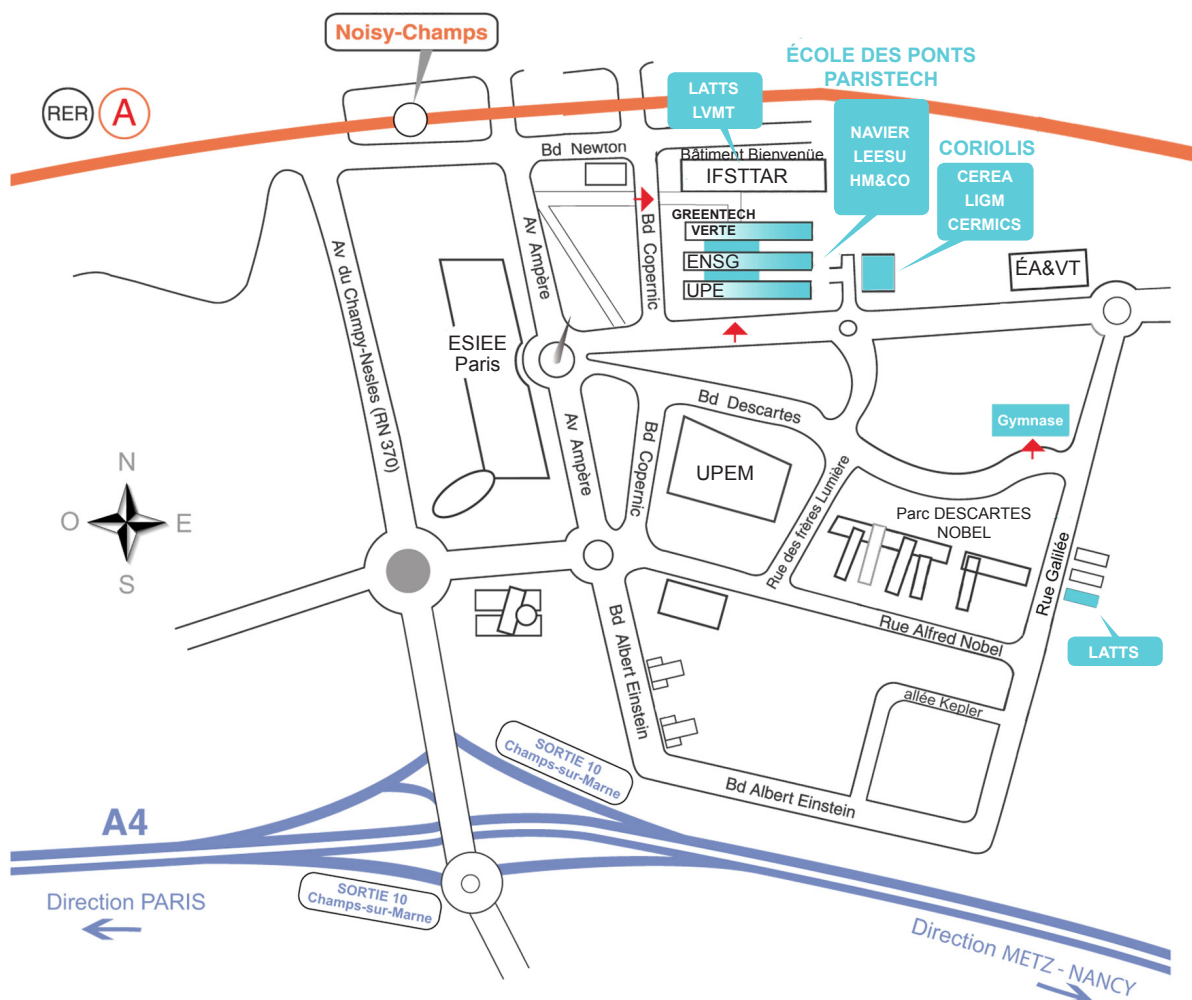 Noisy-Champs
RER A
ÉCOLE DES PONTS
PARISTECH
LATTS
LVMT
NAVIER
LEESU
HM&CO
CORIOLIS
CEREA
LIGM
CERMICS
Bd Newton
Bâtiment Bienvenüe
IFSTTAR
GREENTECH
VERTE
ENSG
UPE
ÉA&VT
Av Ampère
Bd Copernic
Av du Champy-Nesles (RN 370)
ESIEE
Paris
Bd Descartes
Gymnase
Av Ampère
Bd Copernic
UPEM
Rue des frères Lumière
Parc DESCARTES
NOBEL
N
O
E
S
Rue Galilée
Rue Alfred Nobel
LATTS
Bd Albert Einstein
allée Kepler
SORTIE 10
Champs-sur-Marne
Bd Albert Einstein
A4
SORTIE 10
Champs-sur-Marne
Direction PARIS
Direction METZ - NANCY